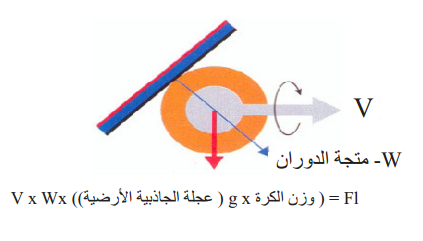 V
W- متجة الدوران
Fl = ( وزن الكرة g x ( عجلة الجاذبية الأرضية)) V x Wx